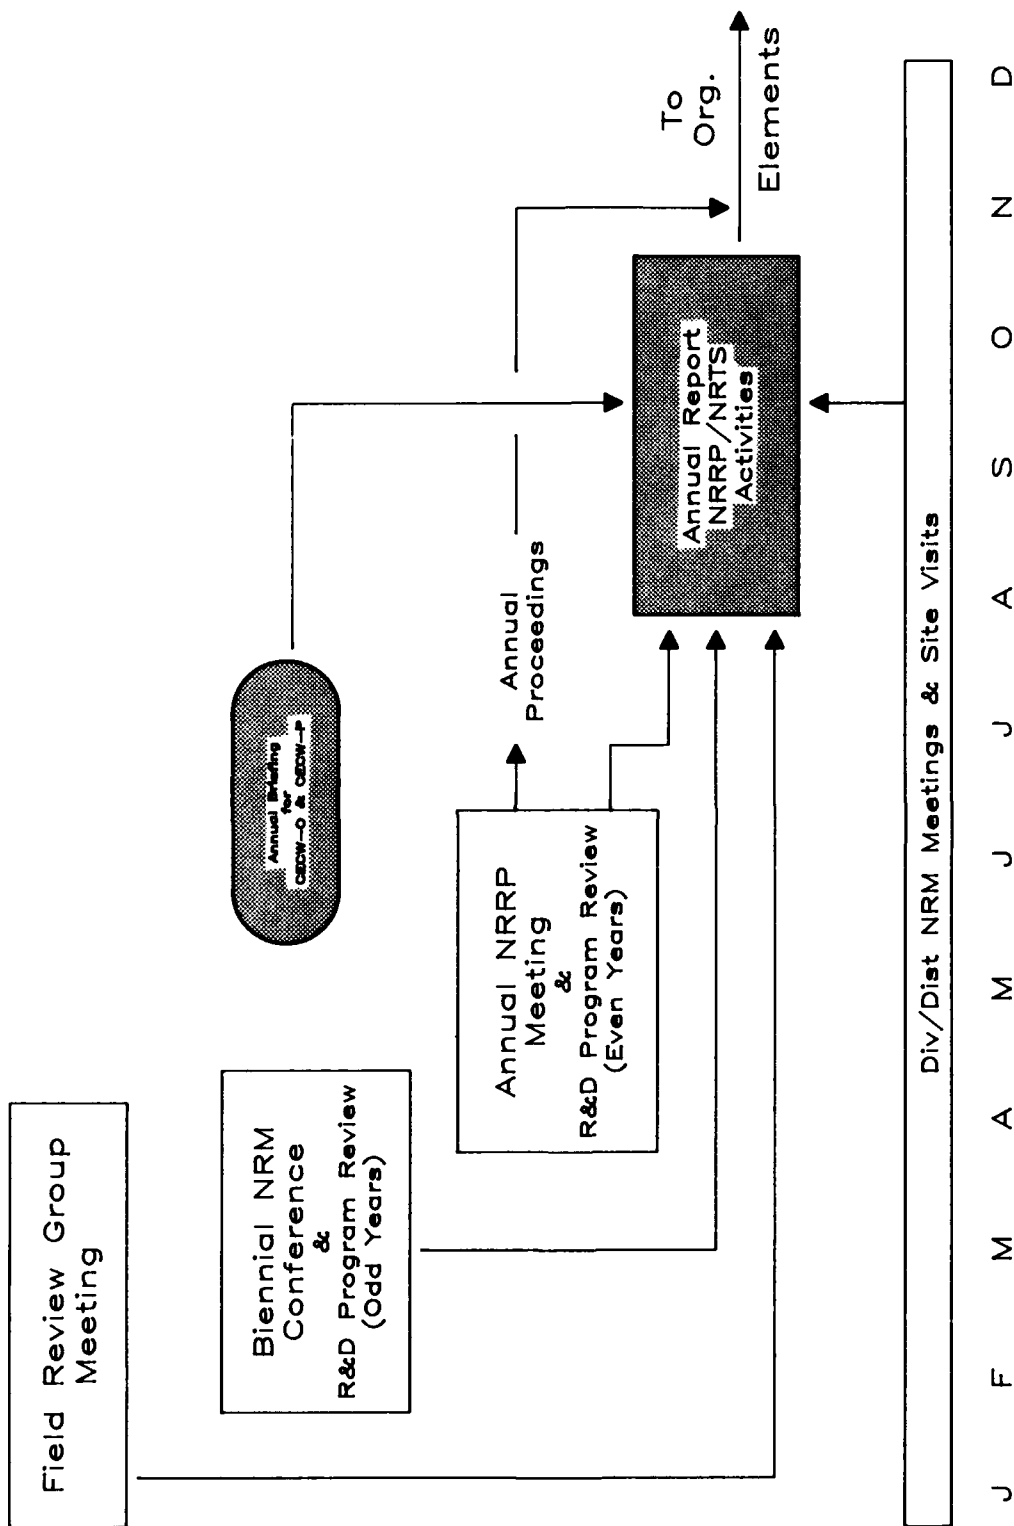 Field Review Group
Meeting
Biennial NRM
Conference
&
R&D Program Review
(Odd Years)
Annual Briefing
for
CECW-O & CECW-P
Annual NRRP
Meeting
&
R&D Program Review
(Even Years)
Annual
Proceedings
Annual Report
NRRP/NRTS
Activities
To
Org.
Elements
Div/Dist NRM Meetings & Site Visits
J F M A M J J A S O N D